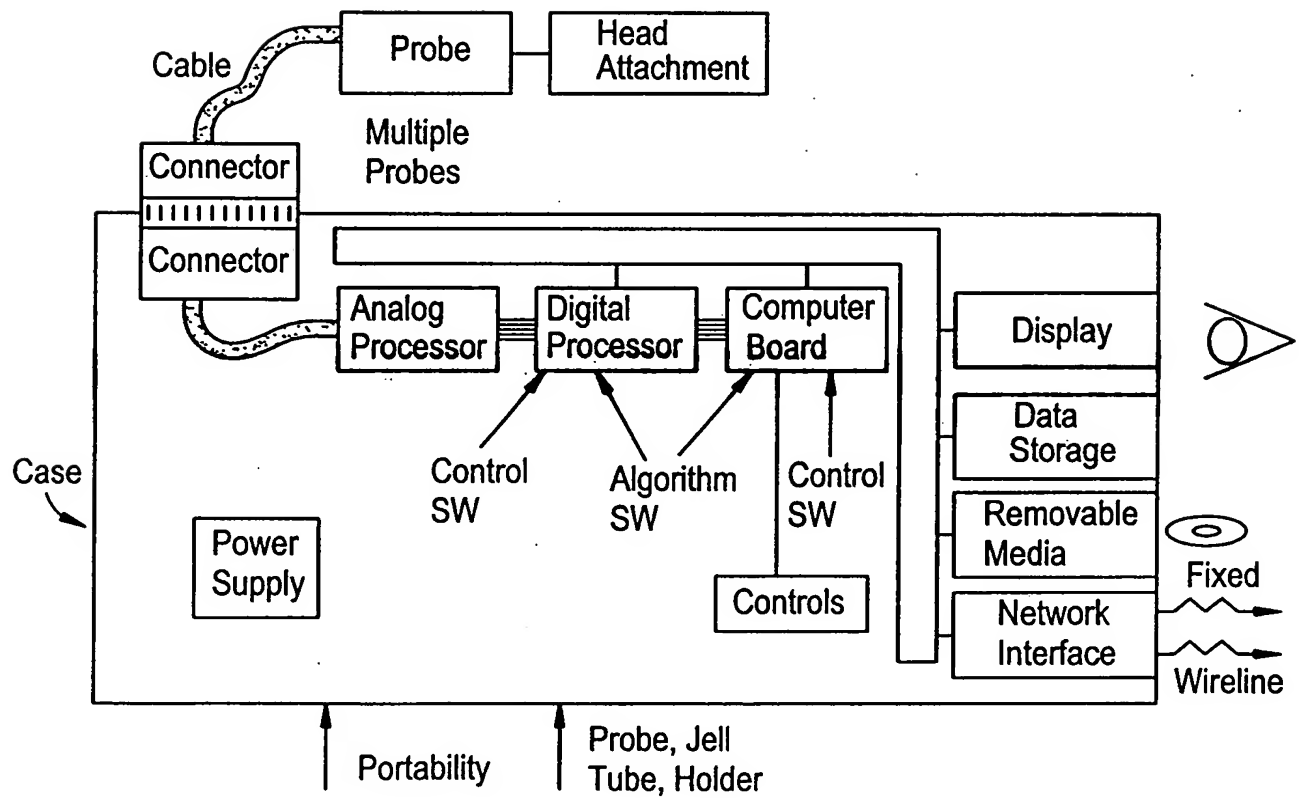 Cable
Probe
Head
Attachment
Multiple
Probes
Connector
Connector
Analog
Processor
Digital
Processor
Computer
Board
Display
Data
Storage
Removable
Media
Network
Interface
Fixed
Wireline
Control
SW
Algorithm
SW
Control
SW
Controls
Case
Power
Supply
Portability
Probe, Jell
Tube, Holder